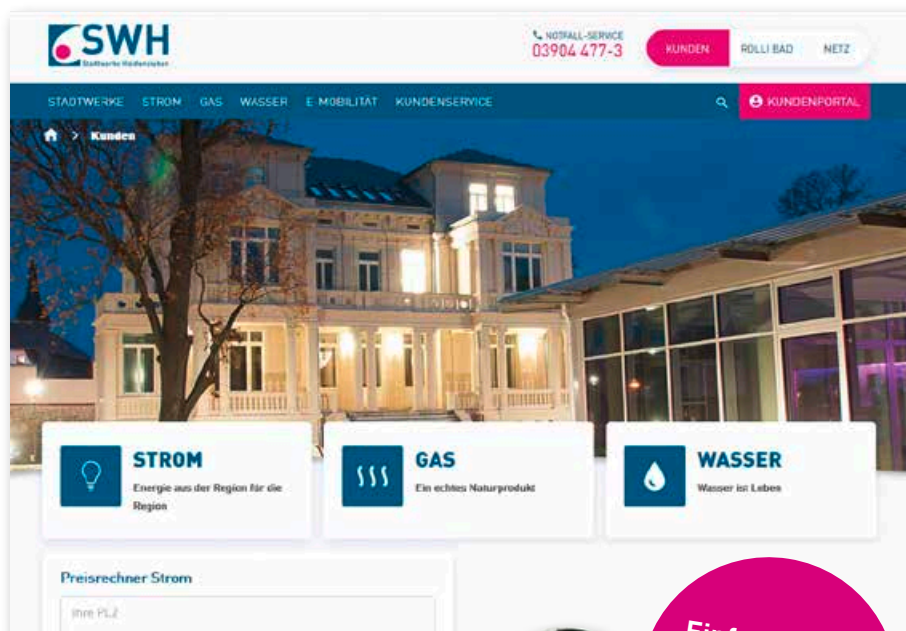 SWH
Stadtwerke Haldensleben
NOTFALL-SERVICE
03904 477-3
KUNDEN
ROLLI BAD
NETZ
STADTWERKE STROM GAS WASSER E-MOBILITÄT KUNDENSERVICE
KUNDENPORTAL
> Kunden
STROM
Energie aus der Region für die
Region
GAS
Ein echtes Naturprodukt
WASSER
Wasser ist Leben
Preisrechner Strom
Ihre PLZ